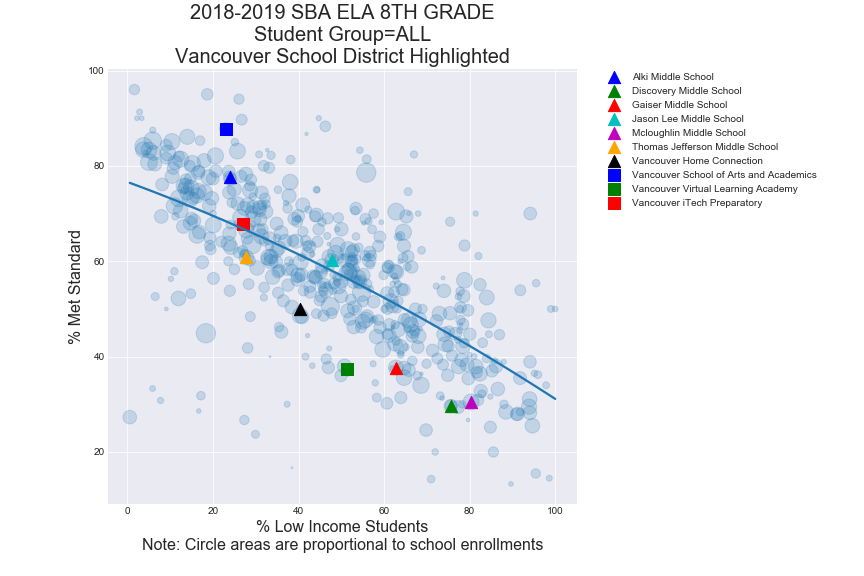 2018-2019 SBA ELA 8TH GRADE
Student Group=ALL
Vancouver School District Highlighted
% Met Standard
100
80
60
40
20
0
20
40
60
80
100
% Low Income Students
Note: Circle areas are proportional to school enrollments
Alki Middle School
Discovery Middle School
Gaiser Middle School
Jason Lee Middle School
Mcloughlin Middle School
Thomas Jefferson Middle School
Vancouver Home Connection
Vancouver School of Arts and Academics
Vancouver Virtual Learning Academy
Vancouver iTech Preparatory